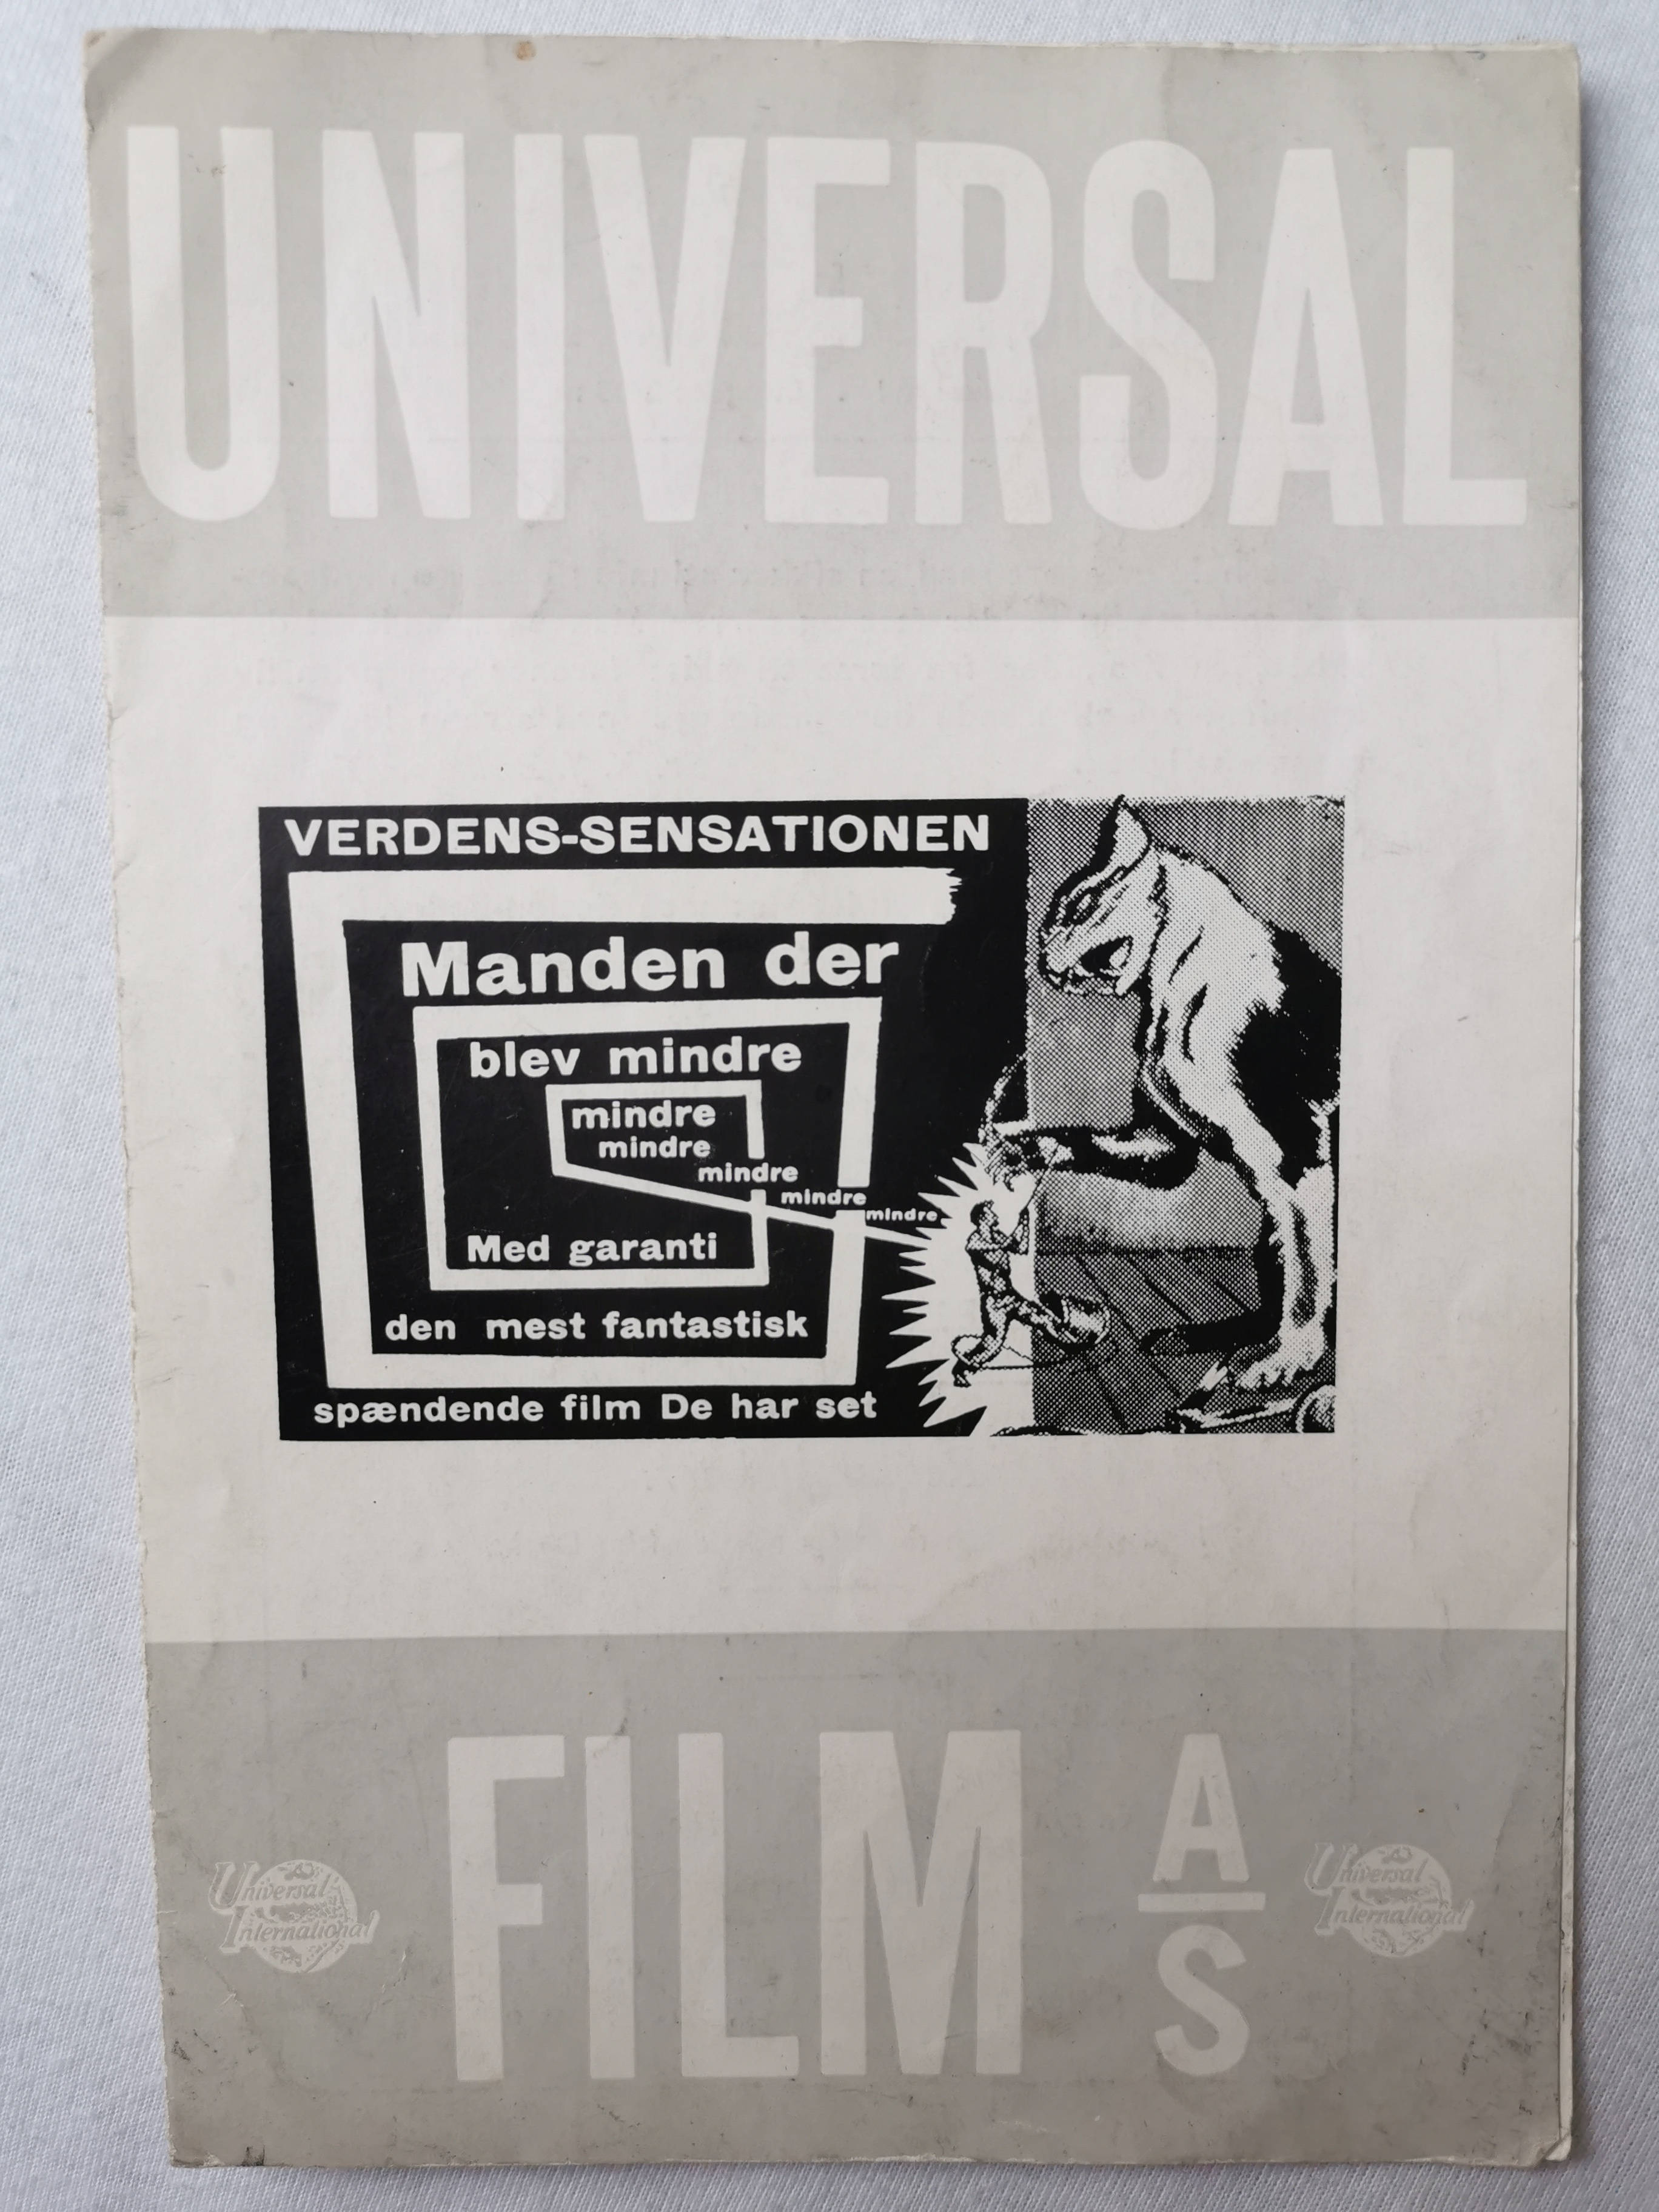 UNIVERSAL
VERDENS-SENSATIONEN
Manden der
blev mindre
mindre
mindre
mindre
mindre
mindre
Med garanti
den mest fantastisk
spændende film De har set
FILM A/S
Universal
International
Universal
International